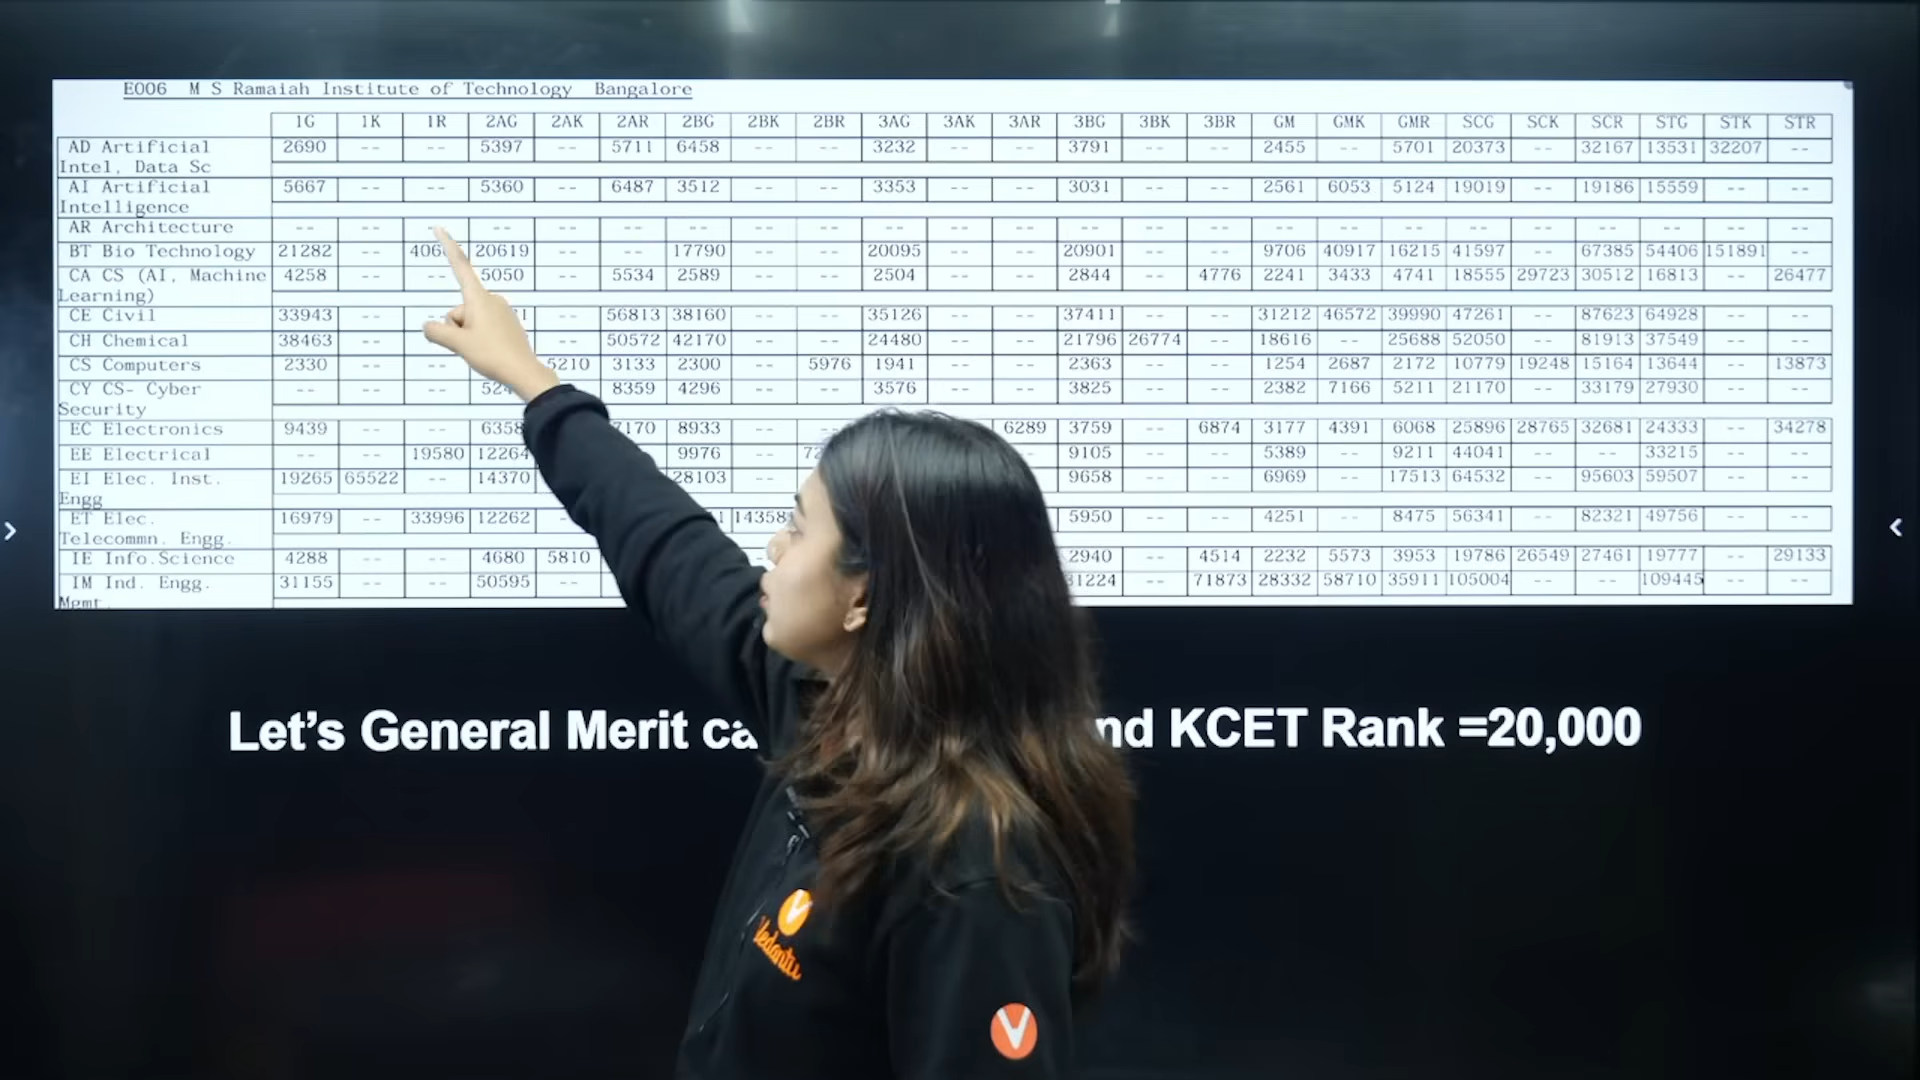 E006 M S Ramaiah Institute of Technology Bangalore
1G 1K 1R 2AG 2AK 2AR 2BG 2BK 2BR 3AG 3AK 3AR 3BG 3BK 3BR GM GMK GMR SCG SCK SCR STG STK STR
AD Artificial 2690 -- -- 5397 -- 5711 6458 -- -- 3232 -- -- 3791 -- -- 2455 -- 5701 20373 -- 32167 13531 32207 --
Intel, Data Sc
AI Artificial 5667 -- -- 5360 -- 6487 3512 -- -- 3353 -- -- 3031 -- -- 2561 6053 5124 19019 -- 19186 15559 -- --
Intelligence
AR Architecture -- -- -- -- -- -- -- -- -- -- -- -- -- -- -- -- -- -- -- -- -- -- -- --
BT Bio Technology 21282 -- 20619 -- -- 17790 -- -- 20095 -- -- 20901 -- -- 9706 40917 16215 41597 -- 67385 54406 151891 --
CA CS (AI, Machine 4258 -- -- 5050 -- 5534 2589 -- -- 2504 -- -- 2844 -- 4776 2241 3433 4741 18555 29723 30512 16813 -- 26477
Learning)
CE Civil 33943 -- -- -- 56813 38160 -- -- 35126 -- -- 37411 -- -- 31212 46572 39990 47261 -- 87623 64928 -- --
CH Chemical 38463 -- -- 50572 42170 -- -- 24480 -- -- 21796 26774 -- 18616 -- 25688 52050 -- 81913 37549 -- --
CS Computers 2330 -- -- 5210 3133 2300 -- 5976 1941 -- -- 2363 -- -- 1254 2687 2172 10779 19248 15164 13644 -- 13873
CY CS- Cyber -- -- -- 8359 4296 -- -- 3576 -- -- 3825 -- -- 2382 7166 5211 21170 -- 33179 27930 -- --
Security
EC Electronics 9439 -- -- 6358 7170 8933 -- -- 6289 3759 -- 6874 3177 4391 6068 25896 28765 32681 24333 -- 34278
EE Electrical -- -- 19580 12264 9976 -- 9105 -- -- 5389 -- 9211 44041 -- -- 33215 -- --
EI Elec. Inst. 19265 65522 -- 14370 28103 9658 -- -- 6969 -- 17513 64532 -- 95603 59507 -- --
Engg
ET Elec. 16979 -- 33996 12262 5950 -- -- 4251 -- 8475 56341 -- 82321 49756 -- --
Telecommn. Engg.
IE Info.Science 4288 -- -- 4680 5810 2940 -- 4514 2232 5573 3953 19786 26549 27461 19777 -- 29133
IM Ind. Engg. 31155 -- -- 50595 -- 31224 -- 71873 28332 58710 35911 105004 -- -- 109445 -- --
Mgmt.
Let's General Merit KCET Rank =20,000
Vedantu